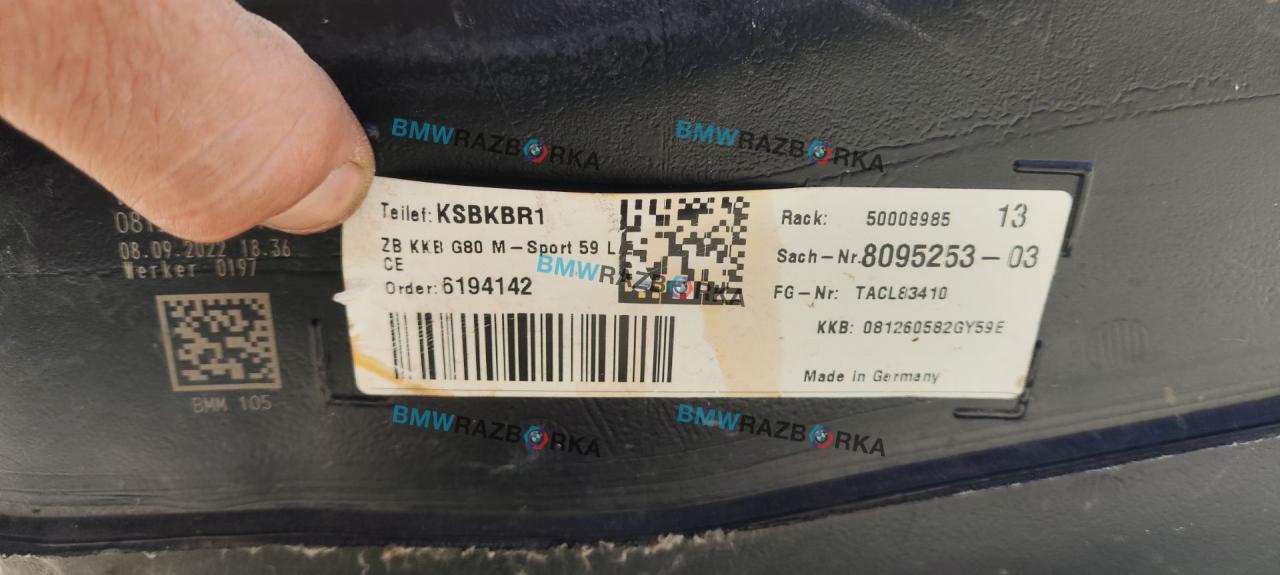 BMWRAZBORKA
BMWRAZBORKA
08.09.2022 18.36
Werker 0197
BMM 105
Teilef: KSBKBR1
ZB KKB G80 M-Sport 59 L
CE
Order: 6194142
BMWRAZBORKA
Rack: 50008985 13
Sach-Nr. 8095253-03
FG-Nr: TACL83410
KKB: 081260582GY59E
Made in Germany
BMWRAZBORKA
BMWRAZBORKA